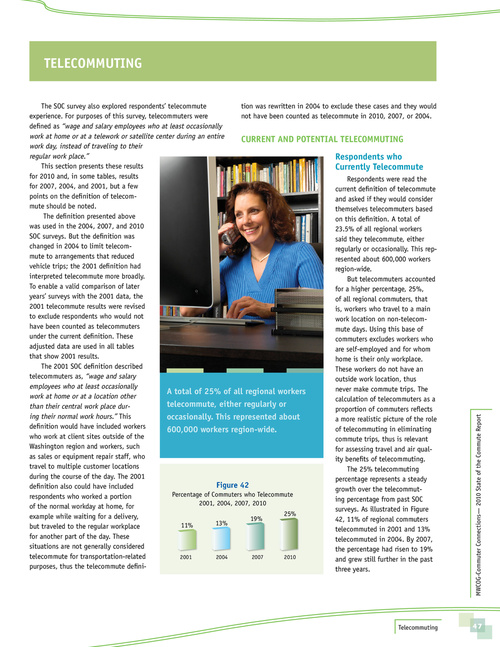 TELECOMMUTING
The SOC survey also explored respondents’ telecommute
experience. For purposes of this survey, telecommuters were
defined as “wage and salary employees who at least occasionally
work at home or at a telework or satellite center during an entire
work day, instead of traveling to their
regular work place.”
This section presents these results
for 2010 and, in some tables, results
for 2007, 2004, and 2001, but a few
points on the definition of telecom-
mute should be noted.
The definition presented above
was used in the 2004, 2007, and 2010
SOC surveys. But the definition was
changed in 2004 to limit telecom-
mute to arrangements that reduced
vehicle trips; the 2001 definition had
interpreted telecommute more broadly.
To enable a valid comparison of later
years’ surveys with the 2001 data, the
2001 telecommute results were revised
to exclude respondents who would not
have been counted as telecommuters
under the current definition. These
adjusted data are used in all tables
that show 2001 results.
The 2001 SOC definition described
telecommuters as, “wage and salary
employees who at least occasionally
work at home or at a location other
than their central work place dur-
ing their normal work hours.” This
definition would have included workers
who work at client sites outside of the
Washington region and workers, such
as sales or equipment repair staff, who
travel to multiple customer locations
during the course of the day. The 2001
definition also could have included
respondents who worked a portion
of the normal workday at home, for
example while waiting for a delivery,
but traveled to the regular workplace
for another part of the day. These
situations are not generally considered
telecommute for transportation-related
purposes, thus the telecommute defini-
tion was rewritten in 2004 to exclude these cases and they would
not have been counted as telecommute in 2010, 2007, or 2004.
CURRENT AND POTENTIAL TELECOMMUTING
Respondents who
Currently Telecommute
Respondents were read the
current definition of telecommute
and asked if they would consider
themselves telecommuters based
on this definition. A total of
23.5% of all regional workers
said they telecommute, either
regularly or occasionally. This rep-
resented about 600,000 workers
region-wide.
But telecommuters accounted
for a higher percentage, 25%,
of all regional commuters, that
is, workers who travel to a main
work location on non-telecom-
mute days. Using this base of
commuters excludes workers who
are self-employed and for whom
home is their only workplace.
These workers do not have an
outside work location, thus
never make commute trips. The
calculation of telecommuters as a
proportion of commuters reflects
a more realistic picture of the role
of telecommuting in eliminating
commute trips, thus is relevant
for assessing travel and air qual-
ity benefits of telecommuting.
The 25% telecommuting
percentage represents a steady
growth over the telecommut-
ing percentage from past SOC
surveys. As illustrated in Figure
42, 11% of regional commuters
telecommuted in 2001 and 13%
telecommuted in 2004. By 2007,
the percentage had risen to 19%
and grew still further in the past
three years.
A total of 25% of all regional workers
telecommute, either regularly or
occasionally. This represented about
600,000 workers region-wide.
Figure 42
Percentage of Commuters who Telecommute
2001, 2004, 2007, 2010
11%
13%
19%
25%
2001
2004
2007
2010
MWCOG-Commuter Connections— 2010 State of the Commute Report
Telecommuting
47